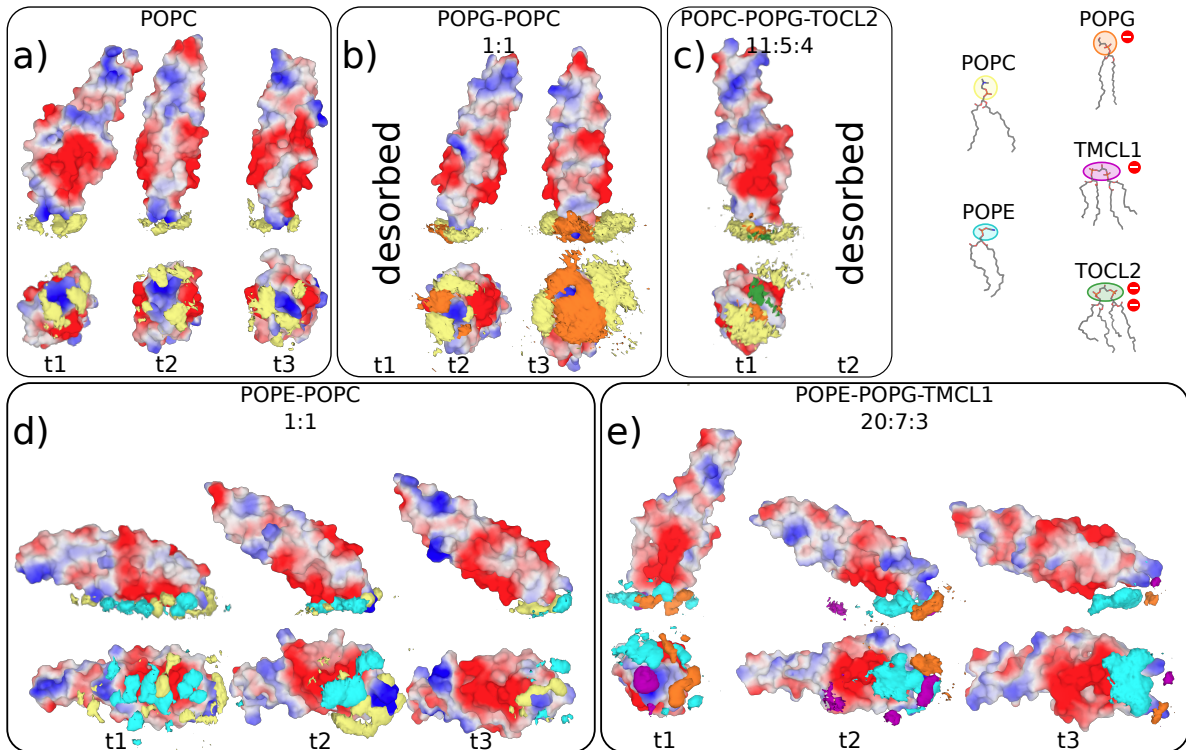 POPC
a)
t1
t2
t3
POPG-POPC
1:1
b)
desorbed
t1
t2
t3
POPC-POPG-TOCL2
11:5:4
c)
desorbed
t1
t2
POPG
POPC
TMCL1
POPE
TOCL2
POPE-POPC
1:1
d)
t1
t2
t3
POPE-POPG-TMCL1
20:7:3
e)
t1
t2
t3